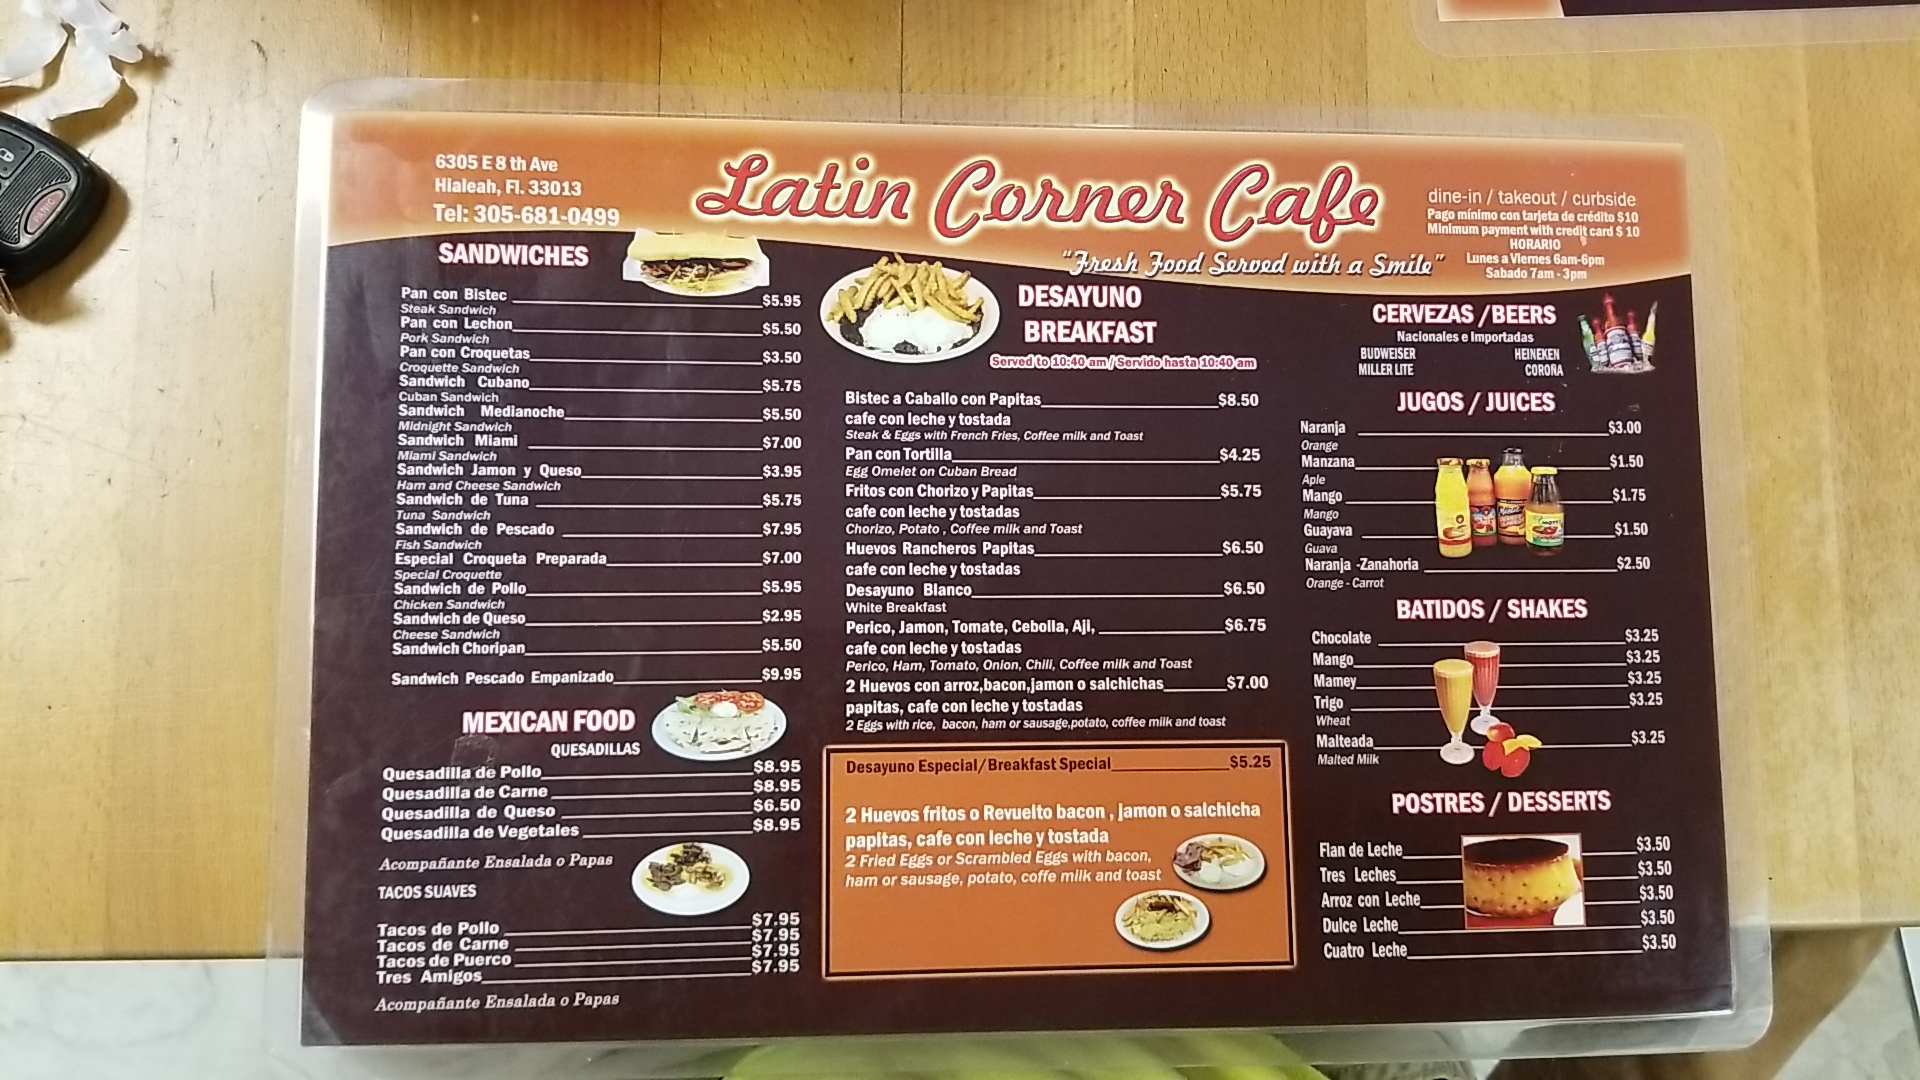 6305 E 8 th Ave
Hialeah, Fl. 33013
Tel: 305-681-0499
Latin Corner Cafe
"Fresh Food Served with a Smile"
dine-in / takeout / curbside
Pago mínimo con tarjeta de crédito $10
Minimum payment with credit card $ 10
HORARIO
Lunes a Viernes 6am-6pm
Sabado 7am - 3pm
SANDWICHES
Pan con Bistec $5.95
Steak Sandwich
Pan con Lechon $5.50
Pork Sandwich
Pan con Croquetas $3.50
Croquette Sandwich
Sandwich Cubano $5.75
Cuban Sandwich
Sandwich Medianoche $5.50
Midnight Sandwich
Sandwich Miami $7.00
Miami Sandwich
Sandwich Jamon y Queso $3.95
Ham and Cheese Sandwich
Sandwich de Tuna $5.75
Tuna Sandwich
Sandwich de Pescado $7.95
Fish Sandwich
Especial Croqueta Preparada $7.00
Special Croquette
Sandwich de Pollo $5.95
Chicken Sandwich
Sandwich de Queso $2.95
Cheese Sandwich
Sandwich Choripan $5.50
Sandwich Pescado Empanizado $9.95
MEXICAN FOOD
QUESADILLAS
Quesadilla de Pollo $8.95
Quesadilla de Carne $8.95
Quesadilla de Queso $6.50
Quesadilla de Vegetales $8.95
Acompañante Ensalada o Papas
TACOS SUAVES
Tacos de Pollo $7.95
Tacos de Carne $7.95
Tacos de Puerco $7.95
Tres Amigos $7.95
Acompañante Ensalada o Papas
DESAYUNO
BREAKFAST
Served to 10:40 am / Servido hasta 10:40 am
Bistec a Caballo con Papitas $8.50
cafe con leche y tostada
Steak & Eggs with French Fries, Coffee milk and Toast
Pan con Tortilla $4.25
Egg Omelet on Cuban Bread
Fritos con Chorizo y Papitas $5.75
cafe con leche y tostadas
Chorizo, Potato , Coffee milk and Toast
Huevos Rancheros Papitas $6.50
cafe con leche y tostadas
Desayuno Blanco $6.50
White Breakfast
Perico, Jamon, Tomate, Cebolla, Aji, $6.75
cafe con leche y tostadas
Perico, Ham, Tomato, Onion, Chili, Coffee milk and Toast
2 Huevos con arroz,bacon,jamon o salchichas $7.00
papitas, cafe con leche y tostadas
2 Eggs with rice, bacon, ham or sausage,potato, coffee milk and toast
Desayuno Especial/Breakfast Special $5.25
2 Huevos fritos o Revuelto bacon , Jamon o salchicha
papitas, cafe con leche y tostada
2 Fried Eggs or Scrambled Eggs with bacon,
ham or sausage, potato, coffe milk and toast
CERVEZAS /BEERS
Nacionales e Importadas
BUDWEISER HEINEKEN
MILLER LITE CORONA
JUGOS / JUICES
Naranja $3.00
Orange
Manzana $1.50
Aple
Mango $1.75
Mango
Guayava $1.50
Guava
Naranja -Zanahoria $2.50
Orange - Carrot
BATIDOS / SHAKES
Chocolate $3.25
Mango $3.25
Mamey $3.25
Trigo $3.25
Wheat
Malteada $3.25
Malted Milk
POSTRES / DESSERTS
Flan de Leche $3.50
Tres Leches $3.50
Arroz con Leche $3.50
Dulce Leche $3.50
Cuatro Leche $3.50